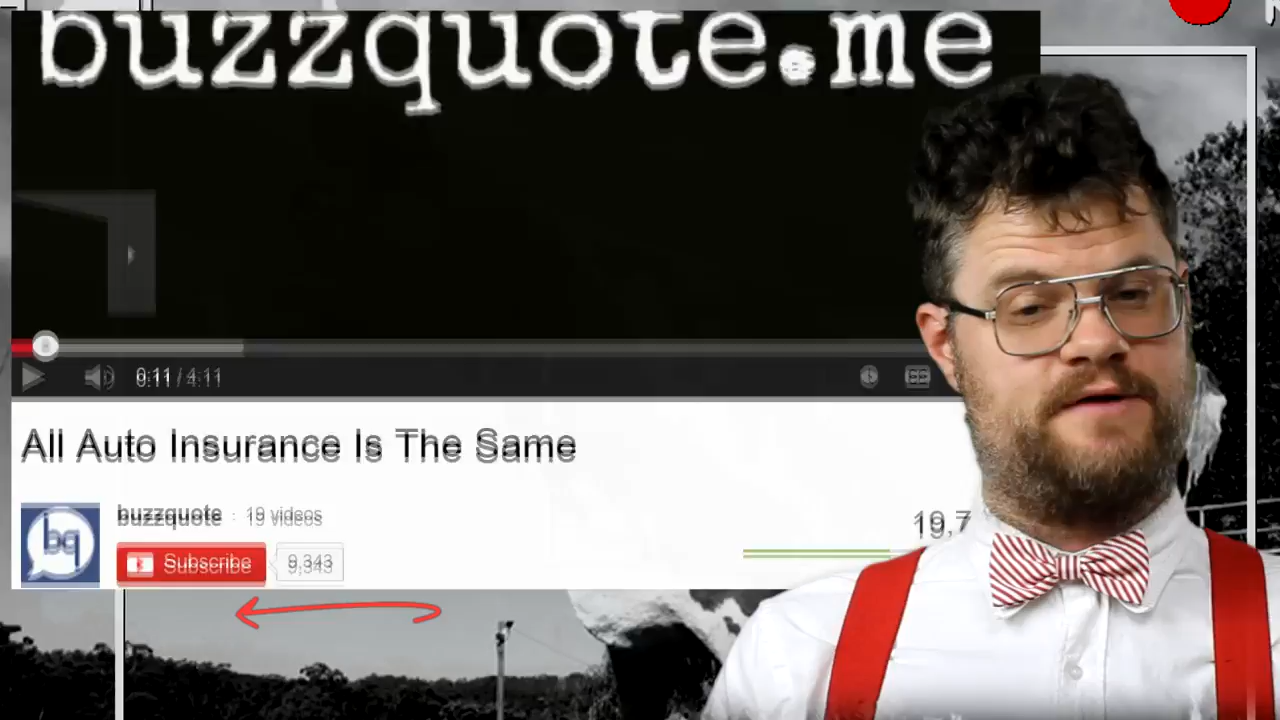 buzzquote.me
0:11 / 4:11
CC
All Auto Insurance Is The Same
bq
buzzquote · 19 videos
Subscribe 9,343
19,7